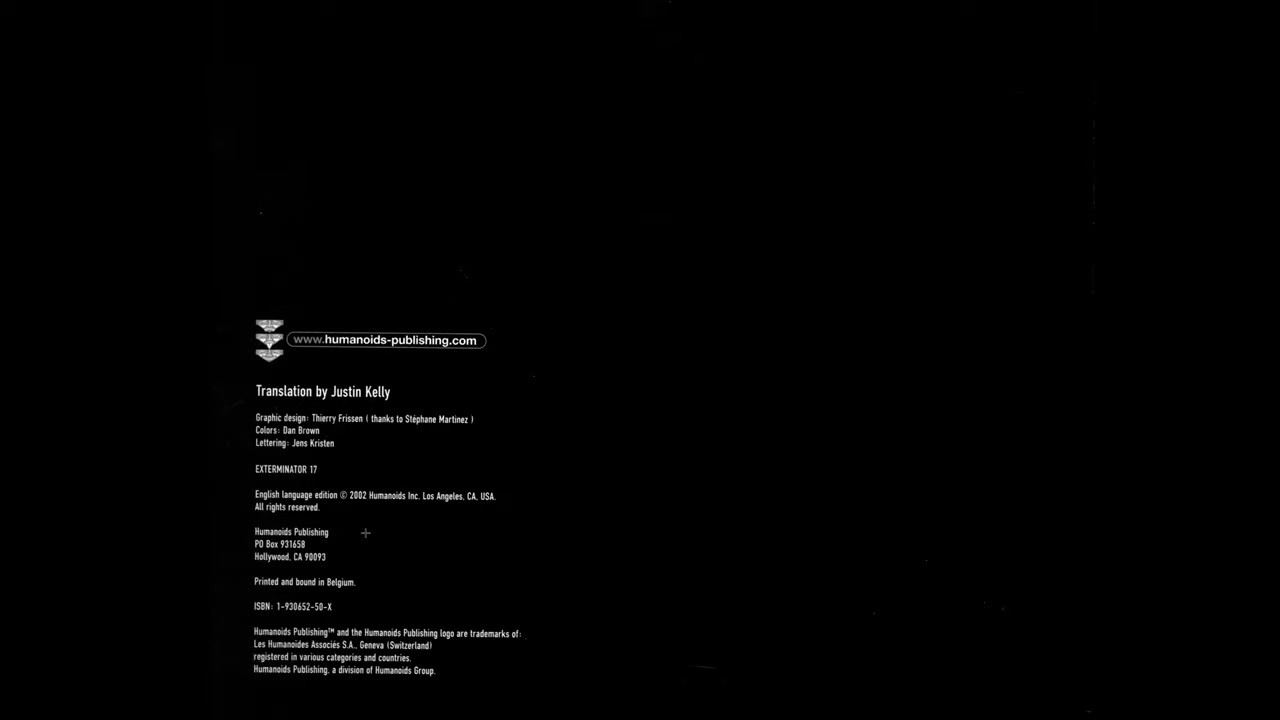 www.humanoids-publishing.com
Translation by Justin Kelly
Graphic design: Thierry Frissen ( thanks to Stéphane Martinez )
Colors: Dan Brown
Lettering: Jens Kristen
EXTERMINATOR 17
English language edition © 2002 Humanoids Inc. Los Angeles, CA, USA.
All rights reserved.
Humanoids Publishing
PO Box 931658
Hollywood, CA 90093
Printed and bound in Belgium.
ISBN: 1-930652-50-X
Humanoids Publishing™ and the Humanoids Publishing logo are trademarks of:
Les Humanoides Associés S.A., Geneva (Switzerland)
registered in various categories and countries.
Humanoids Publishing, a division of Humanoids Group.